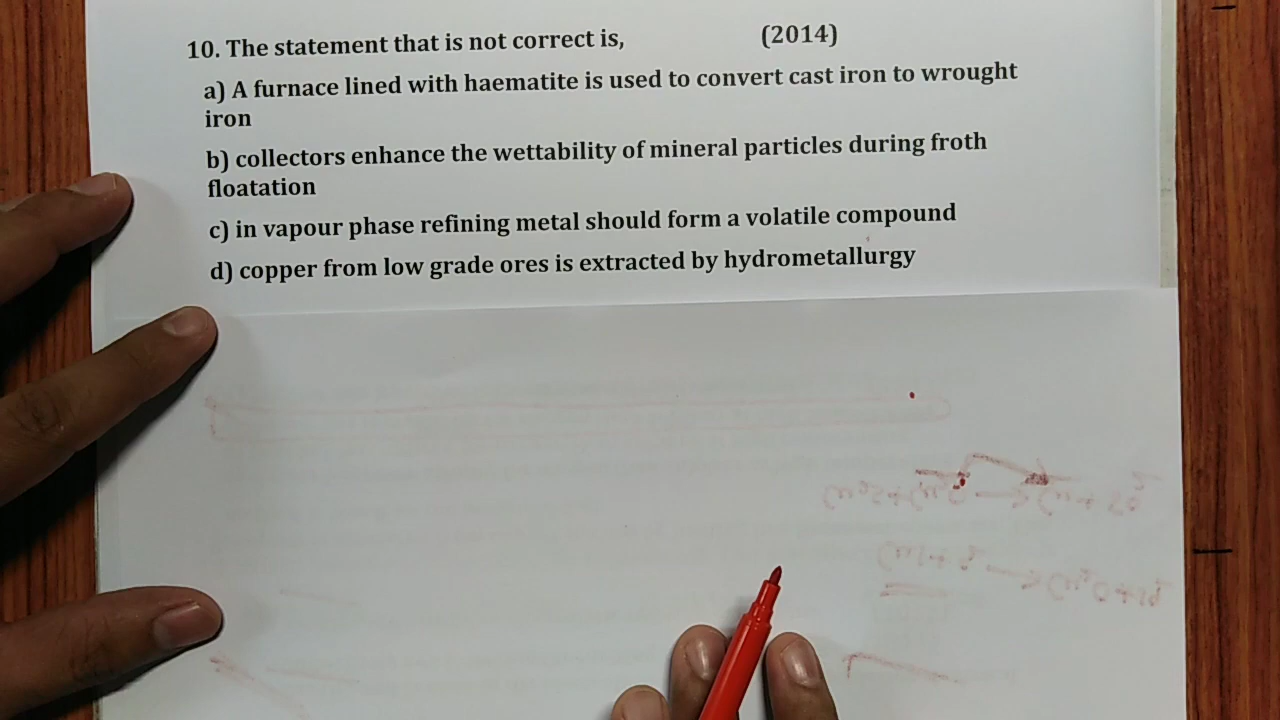 10. The statement that is not correct is, (2014)
a) A furnace lined with haematite is used to convert cast iron to wrought
iron
b) collectors enhance the wettability of mineral particles during froth
floatation
c) in vapour phase refining metal should form a volatile compound
d) copper from low grade ores is extracted by hydrometallurgy